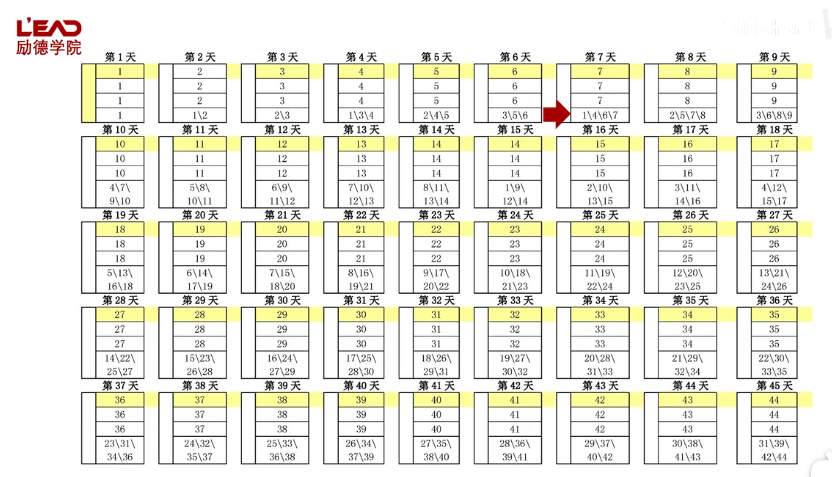 L'EAD
励德学院
第 1 天 第 2 天 第 3 天 第 4 天 第 5 天 第 6 天 第 7 天 第 8 天 第 9 天
1 2 3 4 5 6 7 8 9
1 2 3 4 5 6 7 8 9
1 2 3 4 5 6 7 8 9
1 1\2 2\3 1\3\4 2\4\5 3\5\6 1\4\6\7 2\5\7\8 3\6\8\9
第 10 天 第 11 天 第 12 天 第 13 天 第 14 天 第 15 天 第 16 天 第 17 天 第 18 天
10 11 12 13 14 14 15 16 17
10 11 12 13 14 14 15 16 17
10 11 12 13 14 14 15 16 17
4\7\ 5\8\ 6\9\ 7\10\ 8\11\ 1\9\ 2\10\ 3\11\ 4\12\
9\10 10\11 11\12 12\13 13\14 12\14 13\15 14\16 15\17
第 19 天 第 20 天 第 21 天 第 22 天 第 23 天 第 24 天 第 25 天 第 26 天 第 27 天
18 19 20 21 22 23 24 25 26
18 19 20 21 22 23 24 25 26
18 19 20 21 22 23 24 25 26
5\13\ 6\14\ 7\15\ 8\16\ 9\17\ 10\18\ 11\19\ 12\20\ 13\21\
16\18 17\19 18\20 19\21 20\22 21\23 22\24 23\25 24\26
第 28 天 第 29 天 第 30 天 第 31 天 第 32 天 第 33 天 第 34 天 第 35 天 第 36 天
27 28 29 30 31 32 33 34 35
27 28 29 30 31 32 33 34 35
27 28 29 30 31 32 33 34 35
14\22\ 15\23\ 16\24\ 17\25\ 18\26\ 19\27\ 20\28\ 21\29\ 22\30\
25\27 26\28 27\29 28\30 29\31 30\32 31\33 32\34 33\35
第 37 天 第 38 天 第 39 天 第 40 天 第 41 天 第 42 天 第 43 天 第 44 天 第 45 天
36 37 38 39 40 41 42 43 44
36 37 38 39 40 41 42 43 44
36 37 38 39 40 41 42 43 44
23\31\ 24\32\ 25\33\ 26\34\ 27\35\ 28\36\ 29\37\ 30\38\ 31\39\
34\36 35\37 36\38 37\39 38\40 39\41 40\42 41\43 42\44